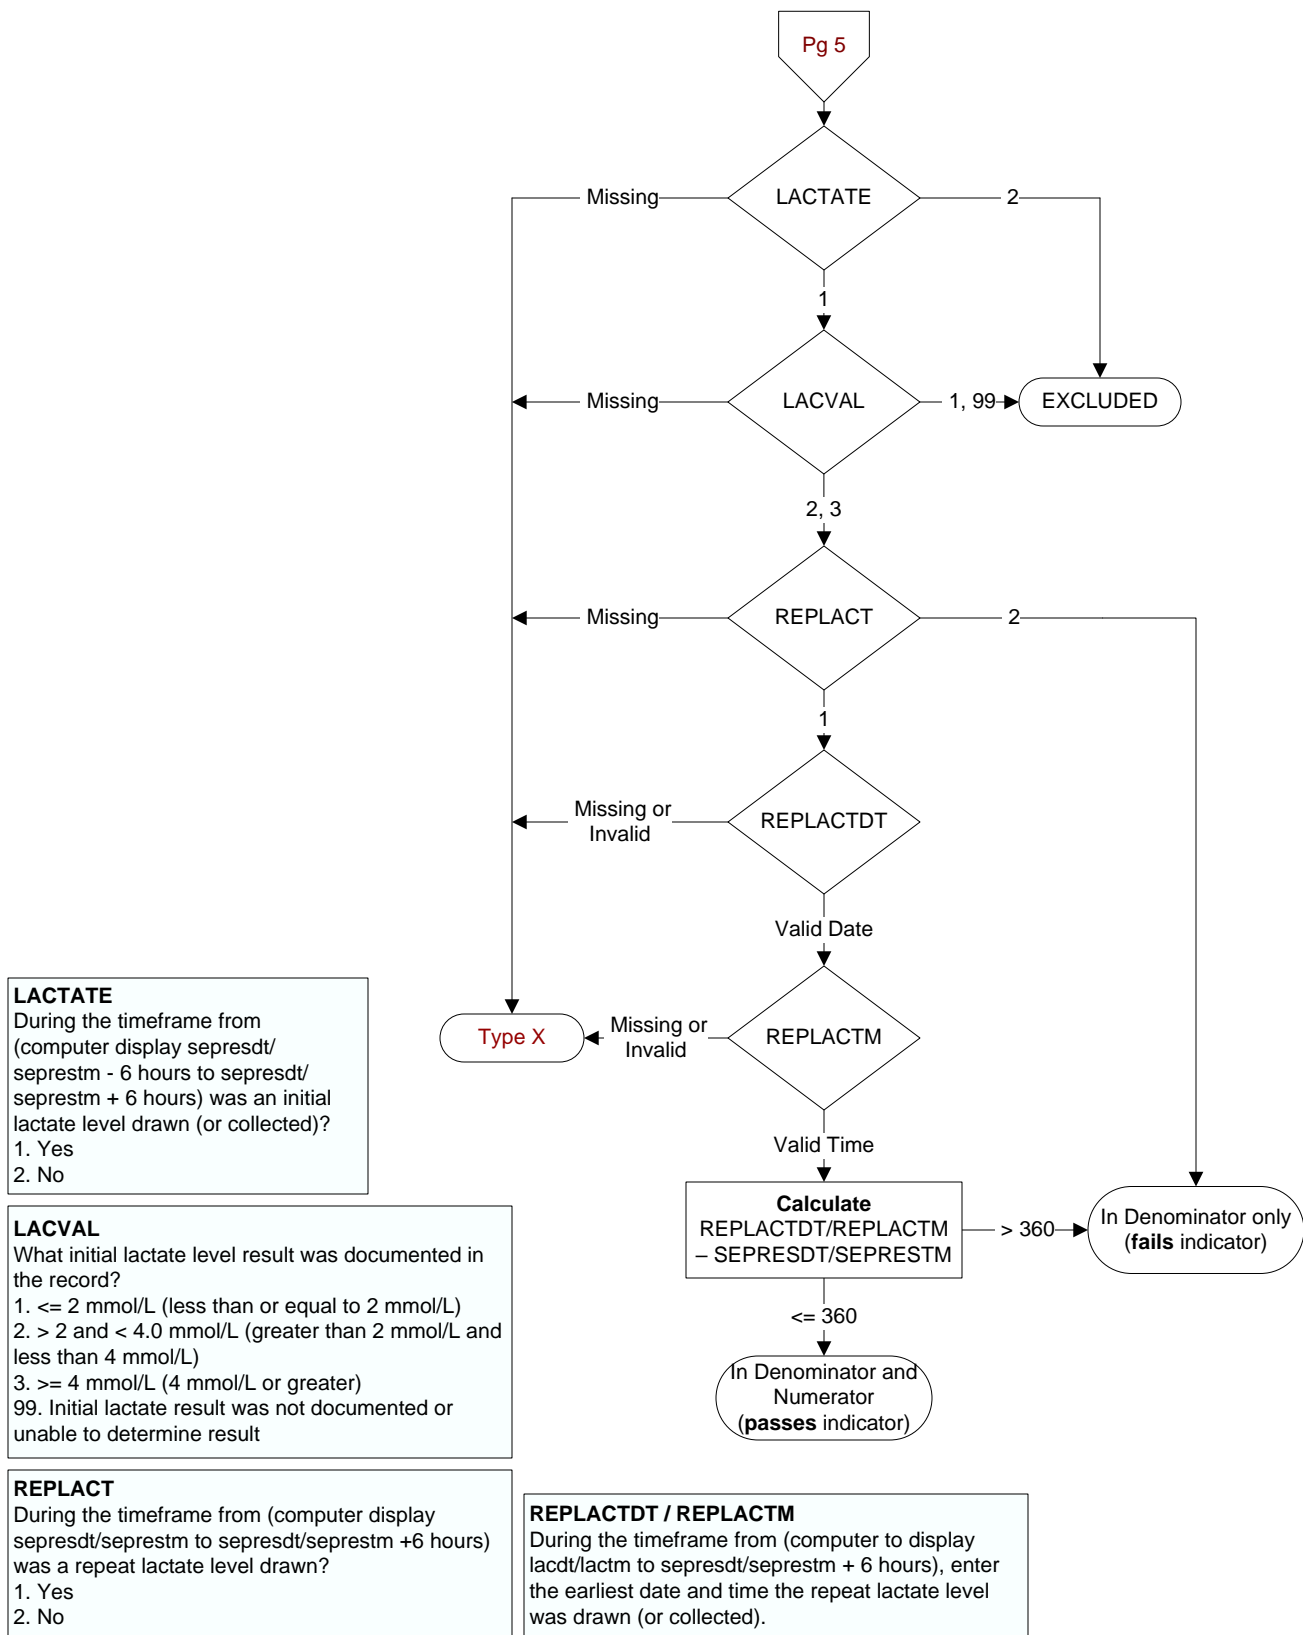 Pg 5
LACTATE
Missing
2
1
LACVAL
Missing
1, 99
EXCLUDED
2, 3
REPLACT
Missing
2
1
REPLACTDT
Missing or
Invalid
Valid Date
REPLACTM
Missing or
Invalid
Type X
Valid Time
Calculate
REPLACTDT/REPLACTM
– SEPRESDT/SEPRESTM
> 360
In Denominator only
(fails indicator)
<= 360
In Denominator and
Numerator
(passes indicator)
LACTATE
During the timeframe from
(computer display sepresdt/
seprestm - 6 hours to sepresdt/
seprestm + 6 hours) was an initial
lactate level drawn (or collected)?
1. Yes
2. No
LACVAL
What initial lactate level result was documented in
the record?
1. <= 2 mmol/L (less than or equal to 2 mmol/L)
2. > 2 and < 4.0 mmol/L (greater than 2 mmol/L and
less than 4 mmol/L)
3. >= 4 mmol/L (4 mmol/L or greater)
99. Initial lactate result was not documented or
unable to determine result
REPLACT
During the timeframe from (computer display
sepresdt/seprestm to sepresdt/seprestm +6 hours)
was a repeat lactate level drawn?
1. Yes
2. No
REPLACTDT / REPLACTM
During the timeframe from (computer to display
lacdt/lactm to sepresdt/seprestm + 6 hours), enter
the earliest date and time the repeat lactate level
was drawn (or collected).